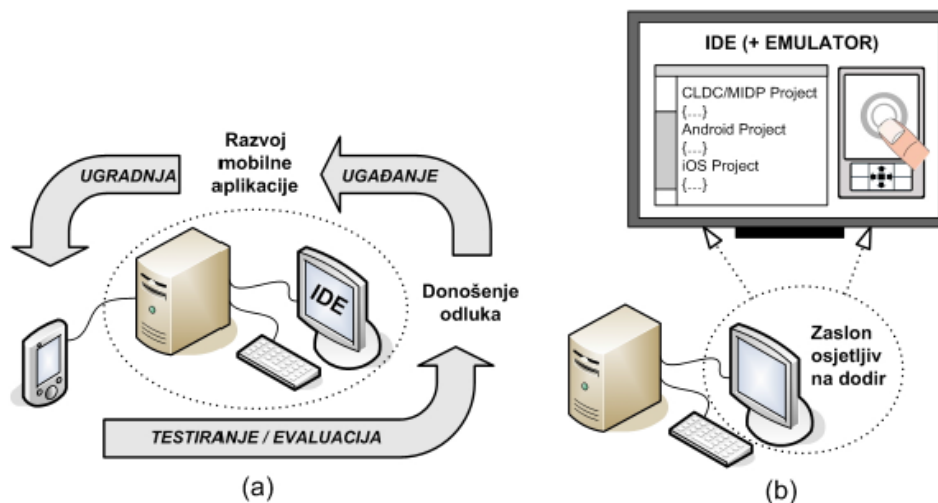 Razvoj
mobilne
aplikacije
UGRADNJA
UGAĐANJE
IDE
Donošenje
odluka
TESTIRANJE / EVALUACIJA
(a)
IDE (+ EMULATOR)
CLDC/MIDP Project
{...}
Android Project
{...}
iOS Project
{...}
Zaslon
osjetljiv
na dodir
(b)